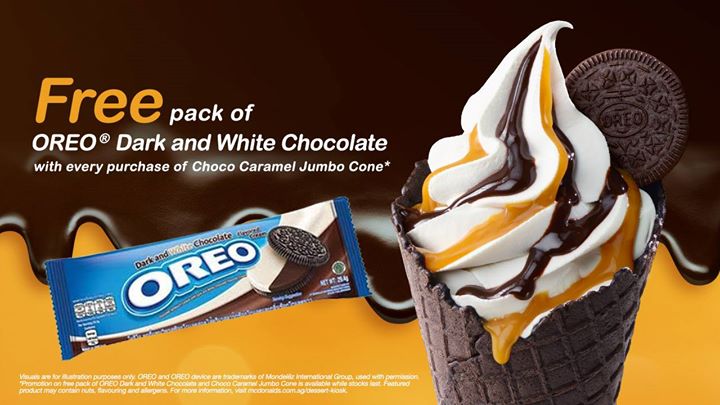 Free pack of
OREO® Dark and White Chocolate
with every purchase of Choco Caramel Jumbo Cone*
OREO
Dark and White Chocolate Flavored
Cream
OREO
Visuals are for illustration purposes only. OREO and OREO device are trademarks of Mondelēz International Group, used with permission.
*Promotion on free pack of OREO Dark and White Chocolate and Choco Caramel Jumbo Cone is available while stocks last. Featured
product may contain nuts, flavouring and allergens. For more information, visit mcdonalds.com.sg/dessert-kiosk.